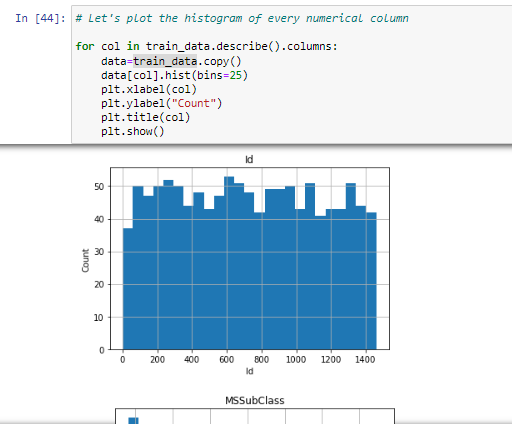 In [44]: # Let's plot the histogram of every numerical column
for col in train_data.describe().columns:
    data=train_data.copy()
    data[col].hist(bins=25)
    plt.xlabel(col)
    plt.ylabel("Count")
    plt.title(col)
    plt.show()
Id
50
40
30
20
10
0
Count
0 200 400 600 800 1000 1200 1400
Id
MSSubClass